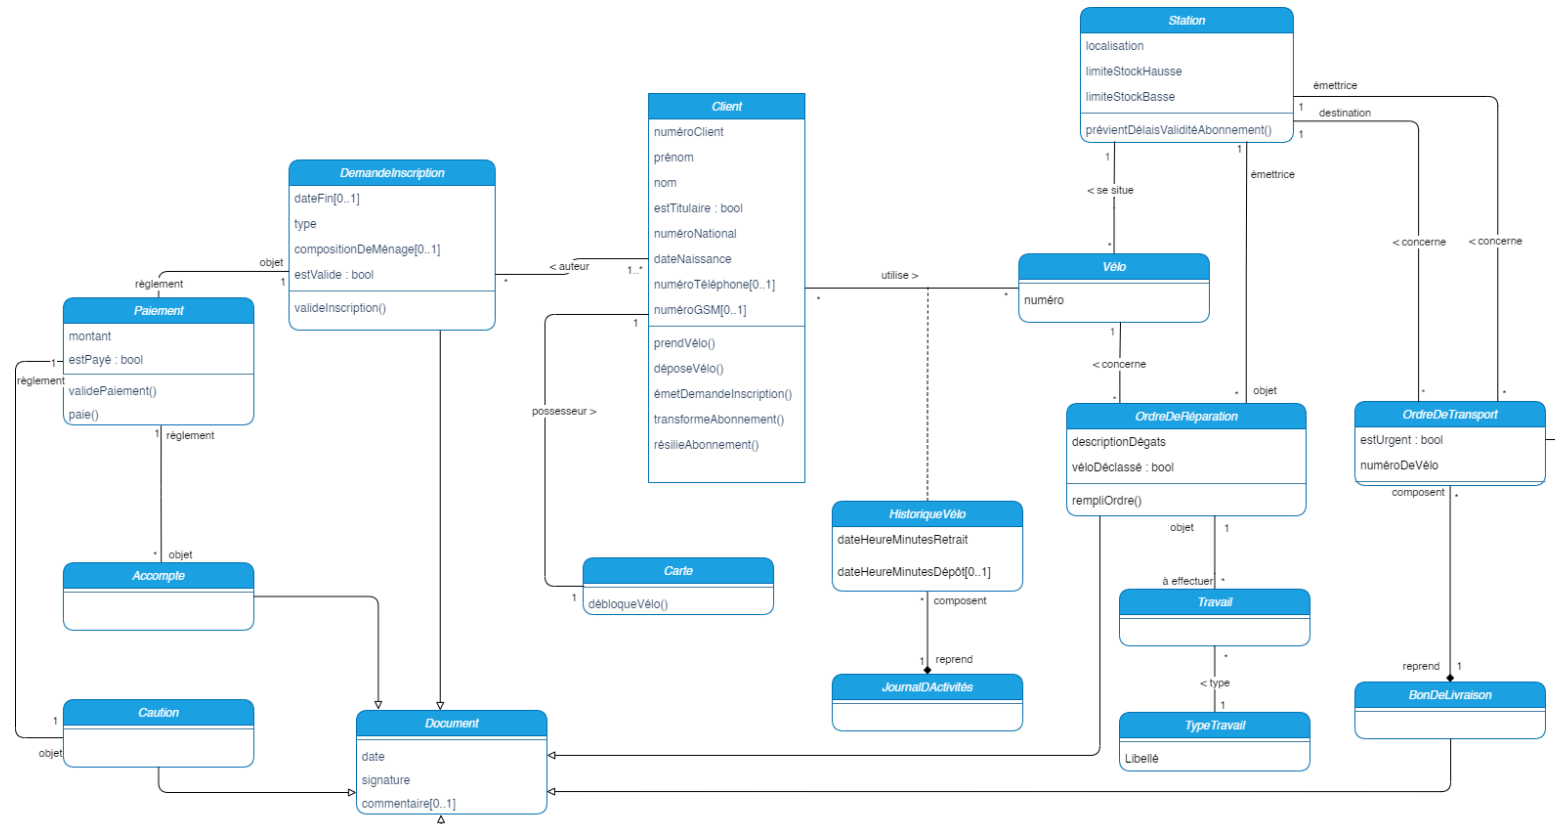 Station
localisation
limiteStockHausse
limiteStockBasse
prévientDélaisValiditéAbonnement()
émettrice
1
destination
1
1
< se situe
*
1
émettrice
objet
*
< concerne
*
< concerne
*
Client
numéroClient
prénom
nom
estTitulaire : bool
numéroNational
dateNaissance
numéroTéléphone[0..1]
numéroGSM[0..1]
prendVélo()
déposeVélo()
émetDemandeInscription()
transformeAbonnement()
résilieAbonnement()
DemandeInscription
dateFin[0..1]
type
compositionDeMénage[0..1]
estValide : bool
valideInscription()
< auteur
*
1..*
objet
1
règlement
Paiement
montant
estPayé : bool
validePaiement()
paie()
1
règlement
1
règlement
* objet
Accompte
Caution
1
objet
possesseur >
1
1
Carte
débloqueVélo()
utilise >
*
*
Vélo
numéro
1
< concerne
*
OrdreDeRéparation
descriptionDégats
véloDéclassé : bool
rempliOrdre()
OrdreDeTransport
estUrgent : bool
numéroDeVélo
composent
*
reprend
1
BonDeLivraison
HistoriqueVélo
dateHeureMinutesRetrait
dateHeureMinutesDépôt[0..1]
* composent
1 reprend
JournalDActivités
objet
1
à effectuer
*
Travail
*
< type
1
TypeTravail
Libellé
Document
date
signature
commentaire[0..1]